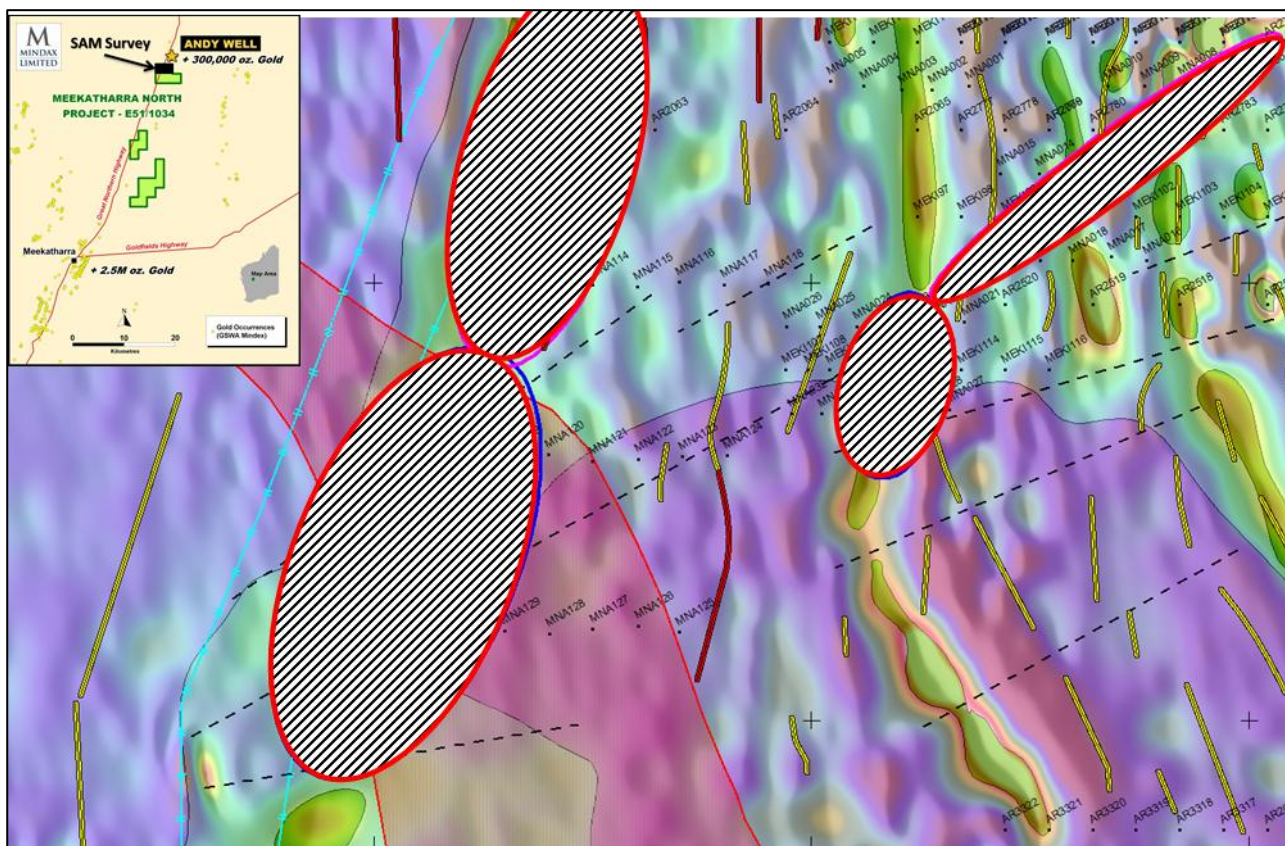 M
MINDAX
LIMITED
SAM Survey
ANDY WELL
+ 300,000 oz. Gold
MEEKATHARRA NORTH
PROJECT - E51/1034
Great Northern Highway
Goldfields Highway
Meekatharra
+ 2.5M oz. Gold
Map Area
N
0 10 20
Kilometres
Gold Occurrences
(GSWA Mindex)
MNA005
MNA004
MNA003
MNA002
MNA001
MNA010
MNA009
MNA008
AR2063
AR2064
AR2065
AR2778
AR2780
AR2783
MNA015
MNA014
MEKI97
MEKI98
MEKI102
MEKI103
MEKI104
MNA018
MNA114
MNA115
MNA116
MNA117
MNA118
MNA026
MNA025
MNA024
MNA021
AR2520
AR2519
AR2518
MEKI114
MEKI115
MEKI116
MNA027
MNA120
MNA121
MNA122
MNA123
MNA124
MNA129
MNA128
MNA127
MNA126
MNA125
AR3322
AR3321
AR3320
AR3319
AR3318
AR3317